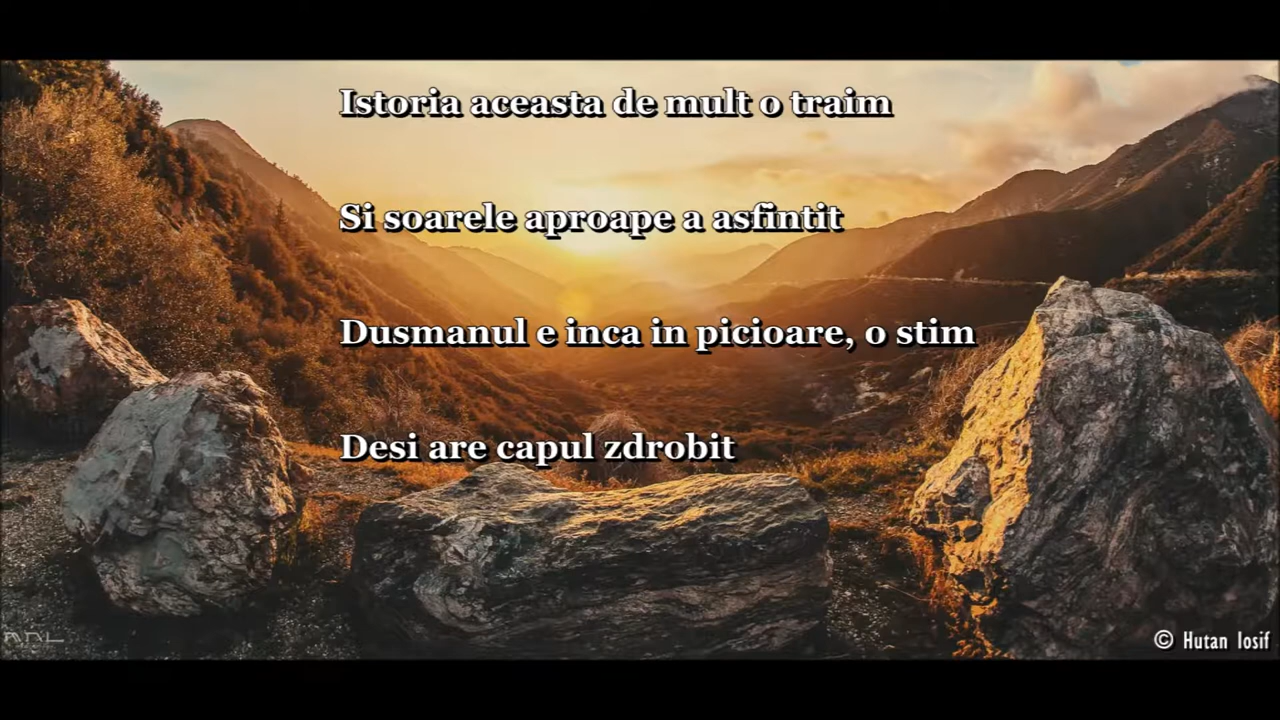 Istoria aceasta de mult o traim
Si soarele aproape a asfintit
Dusmanul e inca in picioare, o stim
Desi are capul zdrobit
© Hutan Iosif